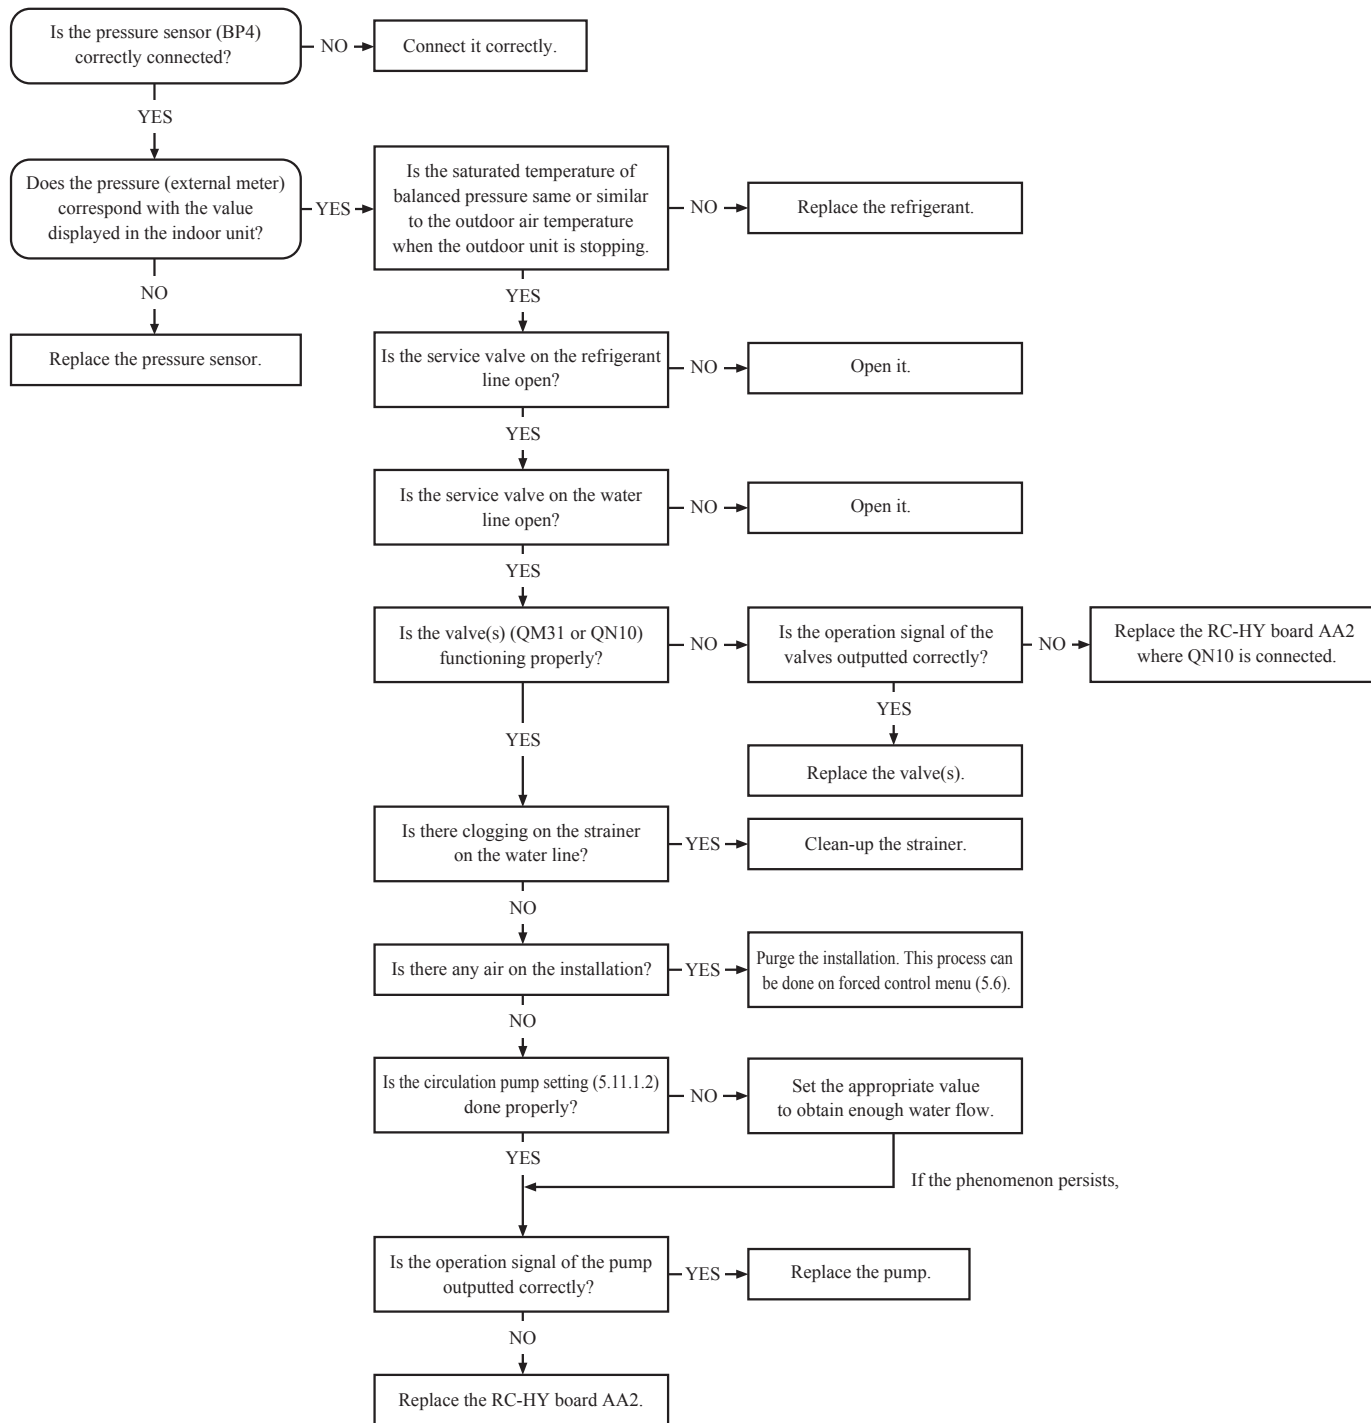 Is the pressure sensor (BP4)
correctly connected?
NO
Connect it correctly.
YES
Does the pressure (external meter)
correspond with the value
displayed in the indoor unit?
YES
Is the saturated temperature of
balanced pressure same or similar
to the outdoor air temperature
when the outdoor unit is stopping.
NO
Replace the refrigerant.
NO
Replace the pressure sensor.
YES
Is the service valve on the refrigerant
line open?
NO
Open it.
YES
Is the service valve on the water
line open?
NO
Open it.
YES
Is the valve(s) (QM31 or QN10)
functioning properly?
NO
Is the operation signal of the
valves outputted correctly?
NO
Replace the RC-HY board AA2
where QN10 is connected.
YES
Replace the valve(s).
YES
Is there clogging on the strainer
on the water line?
YES
Clean-up the strainer.
NO
Is there any air on the installation?
YES
Purge the installation. This process can
be done on forced control menu (5.6).
NO
Is the circulation pump setting (5.11.1.2)
done properly?
NO
Set the appropriate value
to obtain enough water flow.
YES
If the phenomenon persists,
Is the operation signal of the pump
outputted correctly?
YES
Replace the pump.
NO
Replace the RC-HY board AA2.